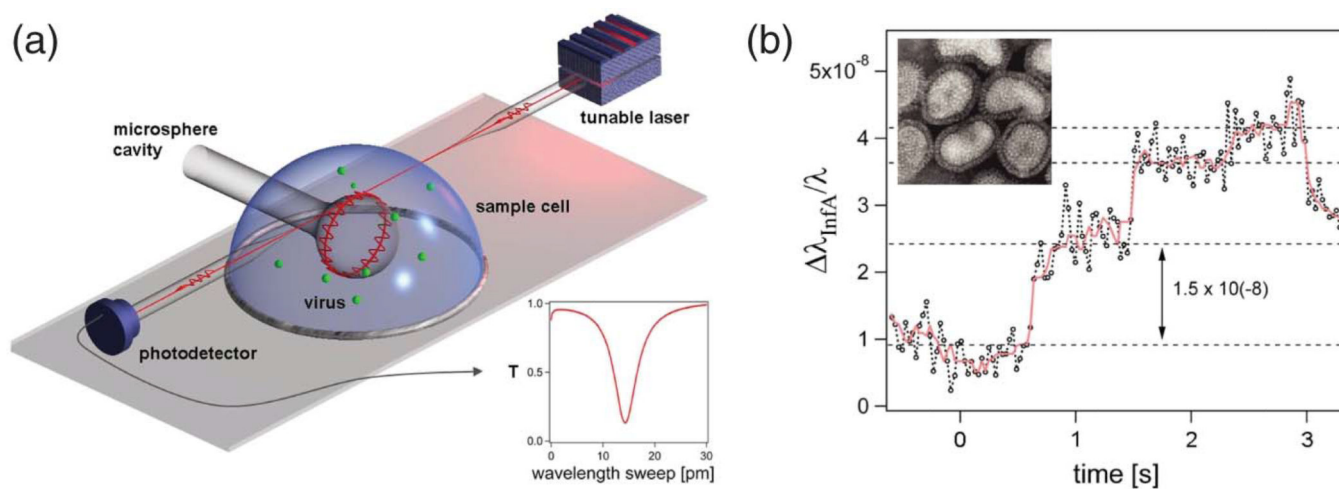 (a)
tunable laser
microsphere
cavity
sample cell
virus
photodetector
T
1.0
0.5
0.0
0
10
20
30
wavelength sweep [pm]
(b)
5x10⁻⁸
4
3
2
1
0
ΔλInfA/λ
1.5 x 10(-8)
0
1
2
3
time [s]